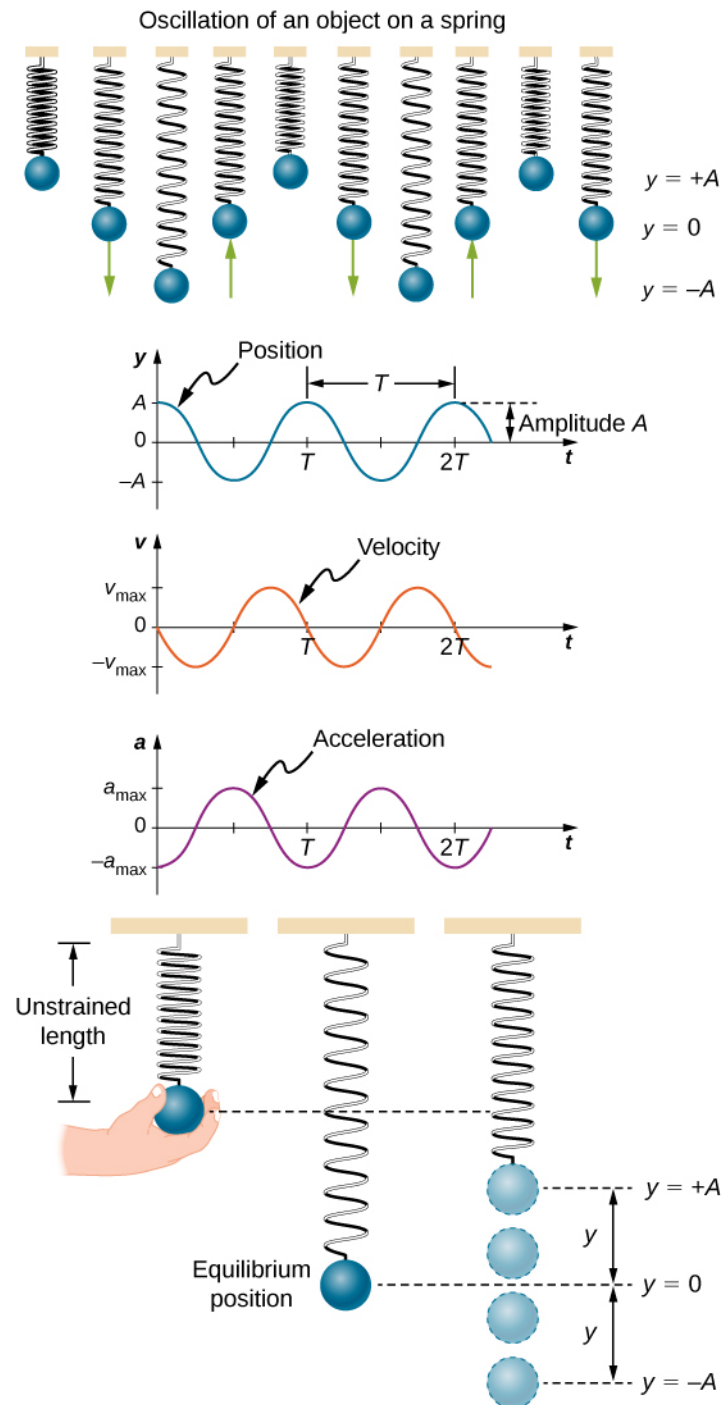 Oscillation of an object on a spring
y = +A
y = 0
y = –A
y
Position
T
A
Amplitude A
0
t
T
2T
–A
v
Velocity
vmax
0
T
2T
t
–vmax
a
Acceleration
amax
0
T
2T
t
–amax
Unstrained
length
y = +A
y
Equilibrium
position
y = 0
y
y = –A